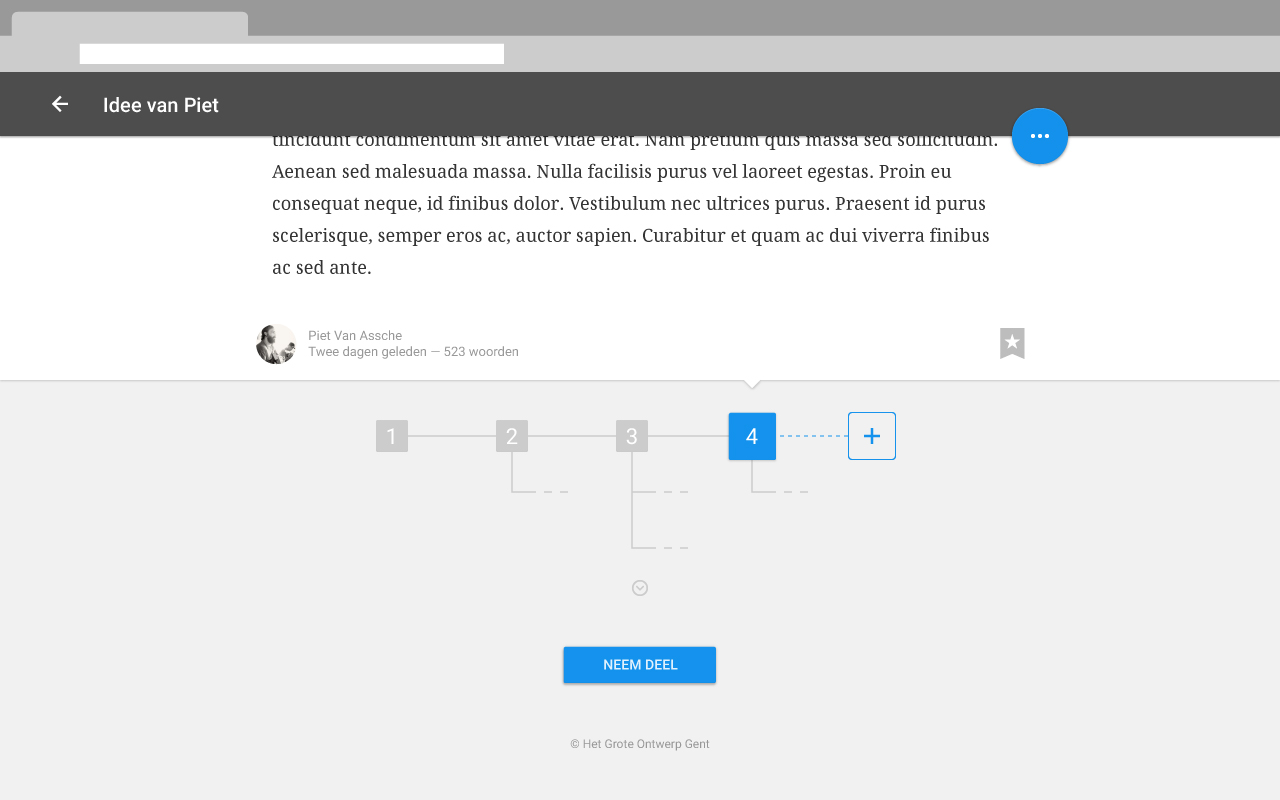 Idee van Piet
tincidunt condimentum sit amet vitae erat. Nam pretium quis massa sed sollicitudin.
Aenean sed malesuada massa. Nulla facilisis purus vel laoreet egestas. Proin eu
consequat neque, id finibus dolor. Vestibulum nec ultrices purus. Praesent id purus
scelerisque, semper eros ac, auctor sapien. Curabitur et quam ac dui viverra finibus
ac sed ante.
Piet Van Assche
Twee dagen geleden — 523 woorden
1 2 3 4 +
NEEM DEEL
© Het Grote Ontwerp Gent